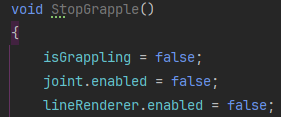 void StopGrapple()
{
isGrappling = false;
joint.enabled = false;
lineRenderer.enabled = false;